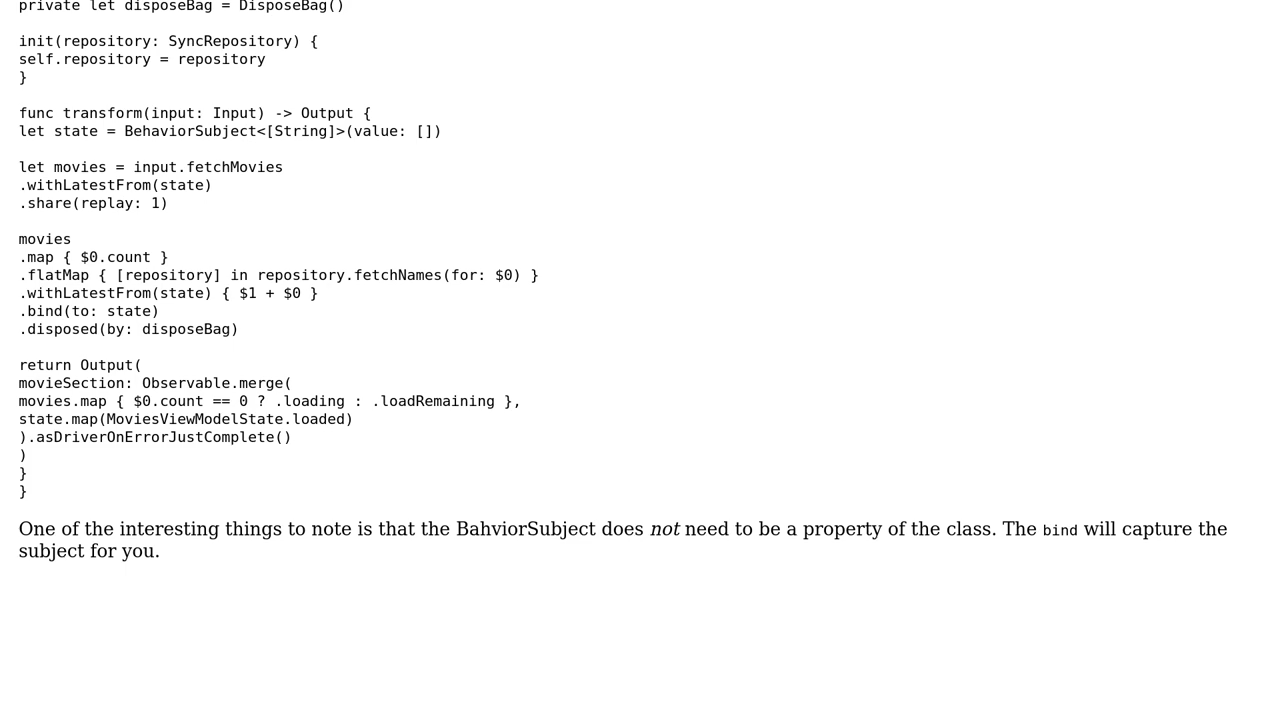 private let disposeBag = DisposeBag()
init(repository: SyncRepository) {
self.repository = repository
}
func transform(input: Input) -> Output {
let state = BehaviorSubject<[String]>(value: [])
let movies = input.fetchMovies
.withLatestFrom(state)
.share(replay: 1)
movies
.map { $0.count }
.flatMap { [repository] in repository.fetchNames(for: $0) }
.withLatestFrom(state) { $1 + $0 }
.bind(to: state)
.disposed(by: disposeBag)
return Output(
movieSection: Observable.merge(
movies.map { $0.count == 0 ? .loading : .loadRemaining },
state.map(MoviesViewModelState.loaded)
).asDriverOnErrorJustComplete()
)
}
}
One of the interesting things to note is that the BahviorSubject does not need to be a property of the class. The bind will capture the
subject for you.